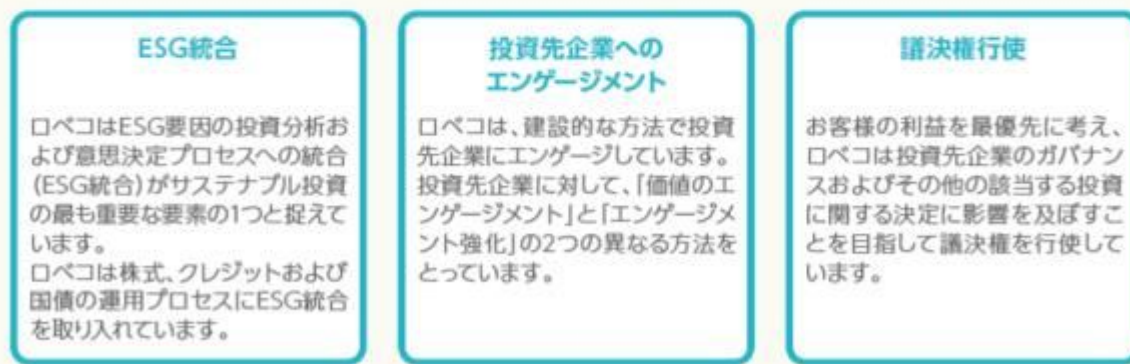 ESG統合
ロベコはESG要因の投資分析お
よび意思決定プロセスへの統合
(ESG統合)がサステナブル投資
の最も重要な要素の1つと捉えて
います。
ロベコは株式、クレジットおよび
国債の運用プロセスにESG統合
を取り入れています。
投資先企業への
エンゲージメント
ロベコは、建設的な方法で投資
先企業にエンゲージしています。
投資先企業に対して、「価値のエ
ンゲージメント」と「エンゲージメ
ント強化」の2つの異なる方法を
とっています。
議決権行使
お客様の利益を最優先に考え、
ロベコは投資先企業のガバナン
スおよびその他の該当する投資
に関する決定に影響を及ぼすこ
とを目指して議決権を行使して
います。